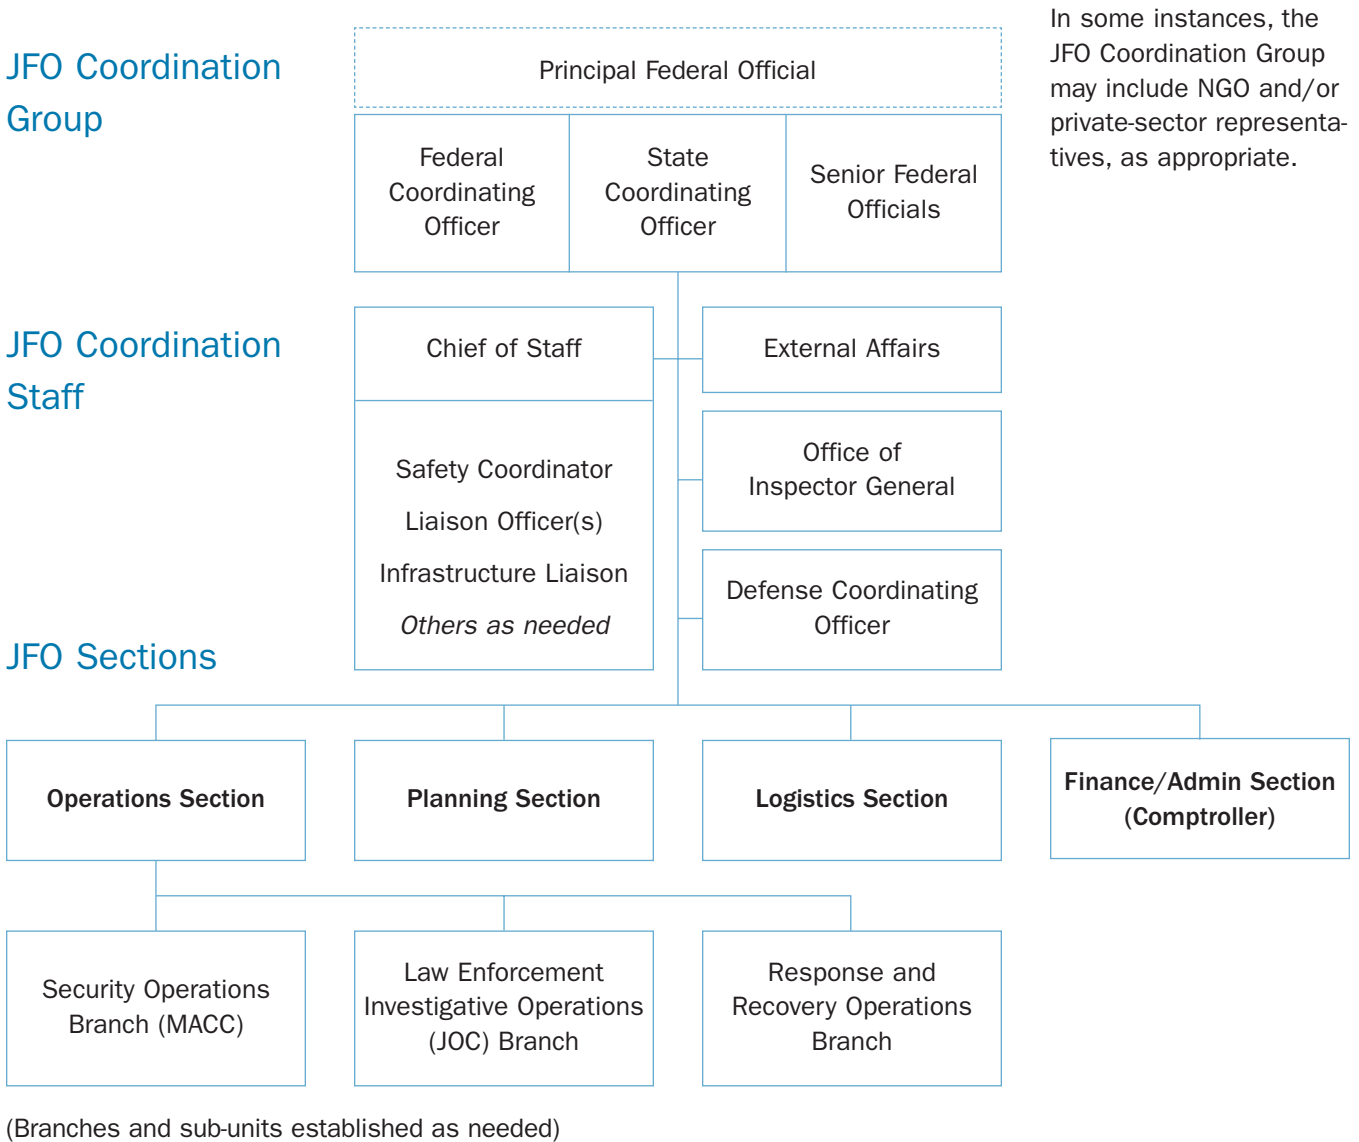 JFO Coordination
Group
Principal Federal Official
In some instances, the
JFO Coordination Group
may include NGO and/or
private-sector representa-
tives, as appropriate.
Federal
Coordinating
Officer
State
Coordinating
Officer
Senior Federal
Officials
JFO Coordination
Staff
Chief of Staff
Safety Coordinator
Liaison Officer(s)
Infrastructure Liaison
Others as needed
External Affairs
Office of
Inspector General
Defense Coordinating
Officer
JFO Sections
Operations Section
Planning Section
Logistics Section
Finance/Admin Section
(Comptroller)
Security Operations
Branch (MACC)
Law Enforcement
Investigative Operations
(JOC) Branch
Response and
Recovery Operations
Branch
(Branches and sub-units established as needed)